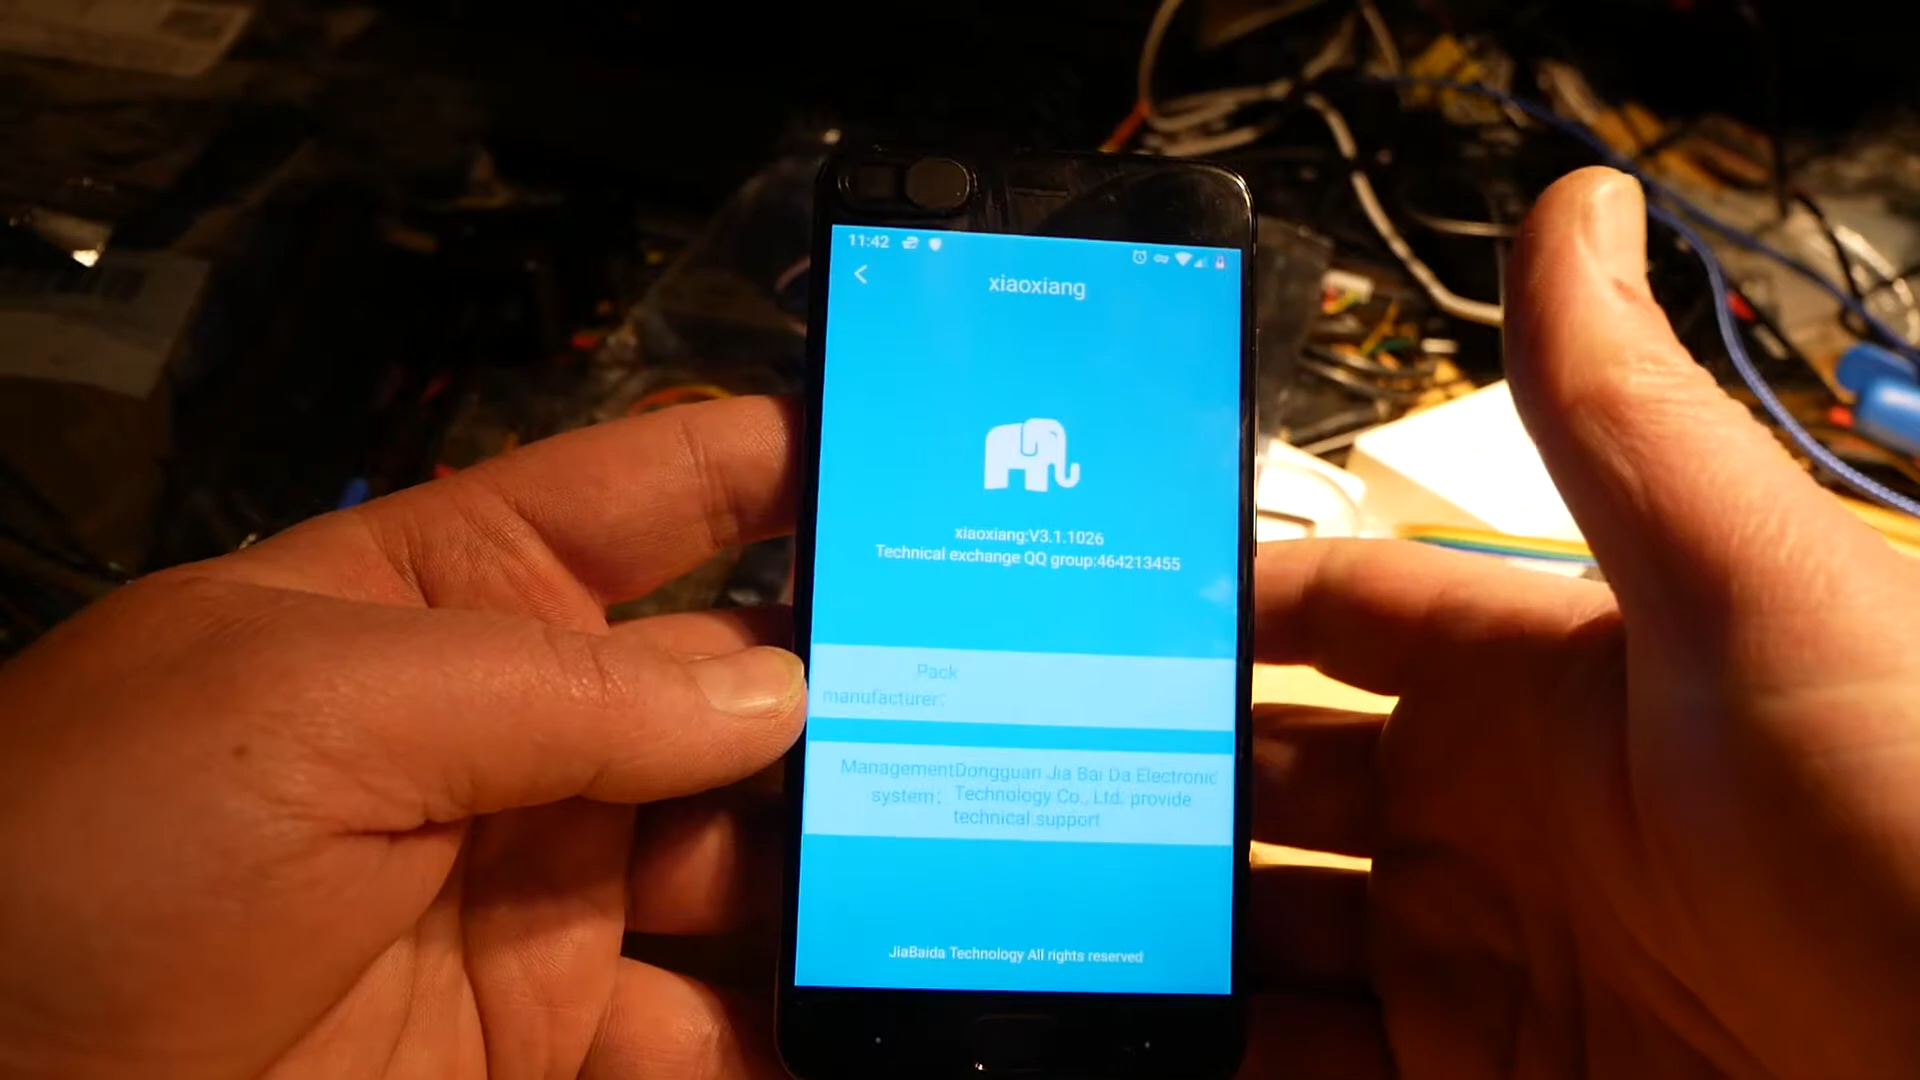 11:42
xiaoxiang
xiaoxiang:V3.1.1026
Technical exchange QQ group:464213455
Pack
manufacturer:
ManagementDongguan Jia Bai Da Electronic
system: Technology Co., Ltd. provide
technical support
JiaBaida Technology All rights reserved